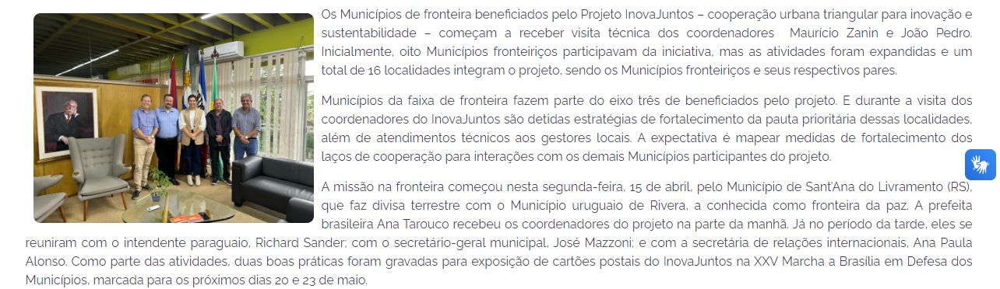 Os Municípios de fronteira beneficiados pelo Projeto InovaJuntos – cooperação urbana triangular para inovação e
sustentabilidade – começam a receber visita técnica dos coordenadores Maurício Zanin e João Pedro.
Inicialmente, oito Municípios fronteiriços participavam da iniciativa, mas as atividades foram expandidas e um
total de 16 localidades integram o projeto, sendo os Municípios fronteiriços e seus respectivos pares.
Municípios da faixa de fronteira fazem parte do eixo três de beneficiados pelo projeto. E durante a visita dos
coordenadores do InovaJuntos são detidas estratégias de fortalecimento da pauta prioritária dessas localidades,
além de atendimentos técnicos aos gestores locais. A expectativa é mapear medidas de fortalecimento dos
laços de cooperação para interações com os demais Municípios participantes do projeto.
A missão na fronteira começou nesta segunda-feira, 15 de abril, pelo Município de Sant'Ana do Livramento (RS),
que faz divisa terrestre com o Município uruguaio de Rivera, a conhecida como fronteira da paz. A prefeita
brasileira Ana Tarouco recebeu os coordenadores do projeto na parte da manhã. Já no período da tarde, eles se
reuniram com o intendente paraguaio, Richard Sander; com o secretário-geral municipal, José Mazzoni; e com a secretária de relações internacionais, Ana Paula
Alonso. Como parte das atividades, duas boas práticas foram gravadas para exposição de cartões postais do InovaJuntos na XXV Marcha a Brasília em Defesa dos
Municípios, marcada para os próximos dias 20 e 23 de maio.